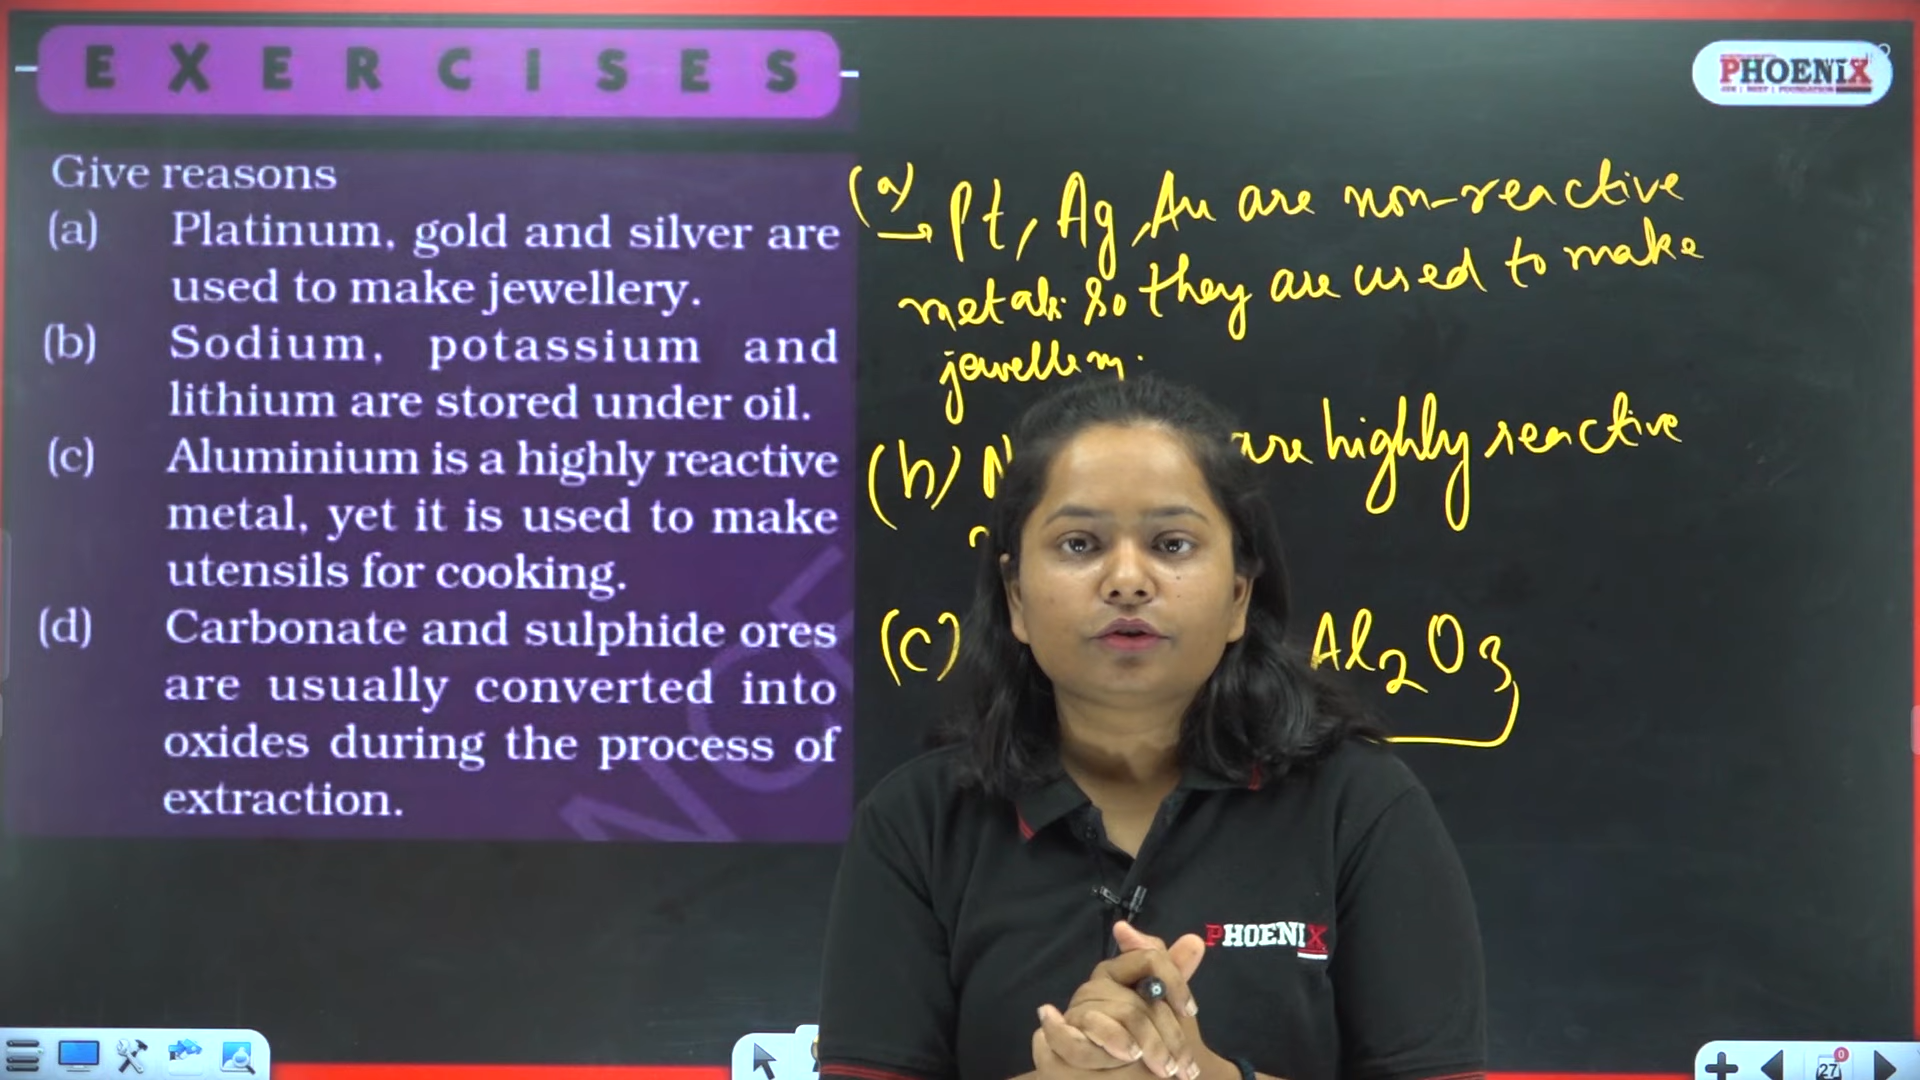 EXERCISES
PHOENIX
Give reasons
(a) Platinum, gold and silver are
used to make jewellery.
(b) Sodium, potassium and
lithium are stored under oil.
(c) Aluminium is a highly reactive
metal, yet it is used to make
utensils for cooking.
(d) Carbonate and sulphide ores
are usually converted into
oxides during the process of
extraction.
(a) → Pt, Ag, Au are non-reactive
metals. So they are used to make
jewellery.
(b) are highly reactive
(c) Al2O3
PHOENIX
27
0